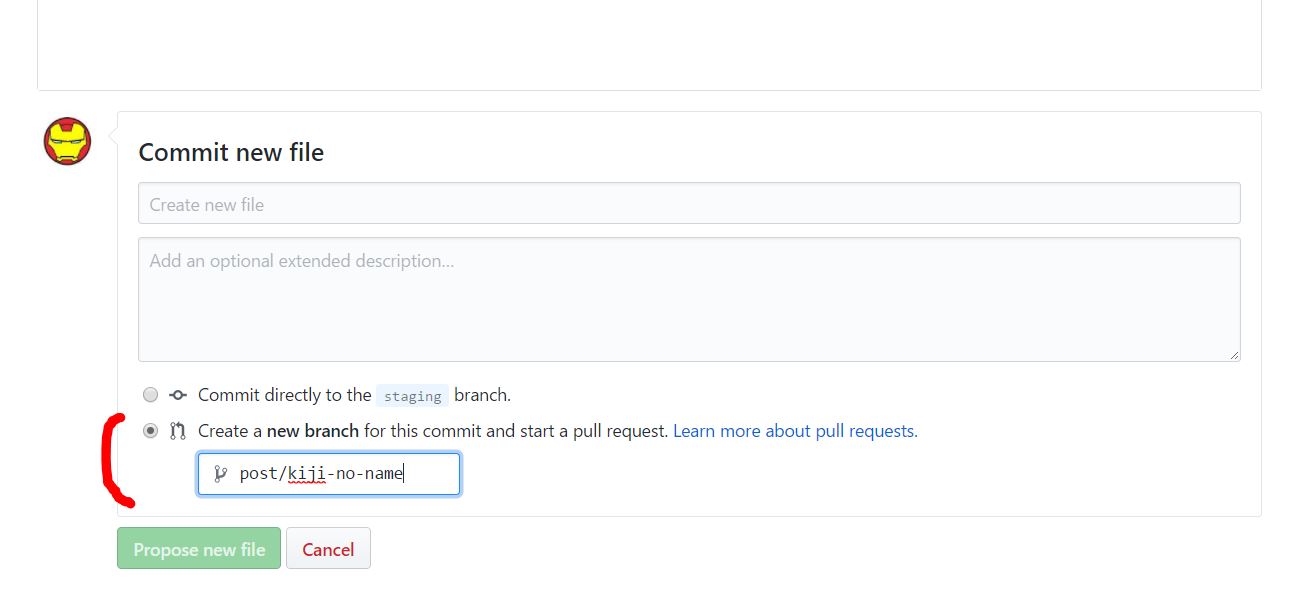 Commit new file
Create new file
Add an optional extended description…
Commit directly to the staging branch.
Create a new branch for this commit and start a pull request. Learn more about pull requests.
post/kiji-no-name
Propose new file
Cancel